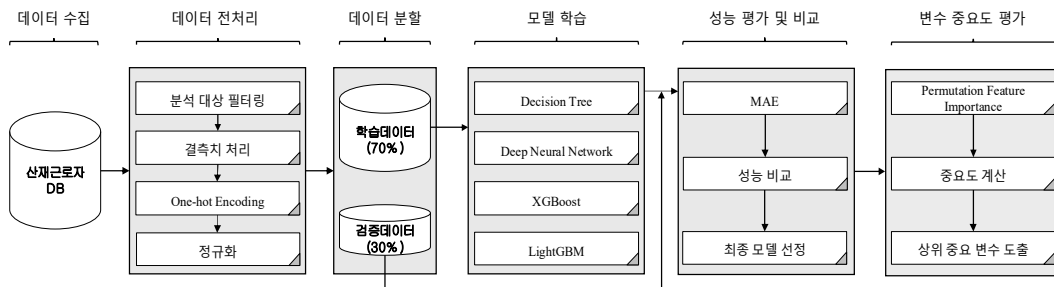 데이터 수집
데이터 전처리
데이터 분할
모델 학습
성능 평가 및 비교
변수 중요도 평가
산재근로자
DB
분석 대상 필터링
결측치 처리
One-hot Encoding
정규화
학습데이터
(70%)
검증데이터
(30%)
Decision Tree
Deep Neural Network
XGBoost
LightGBM
MAE
성능 비교
최종 모델 선정
Permutation Feature
Importance
중요도 계산
상위 중요 변수 도출